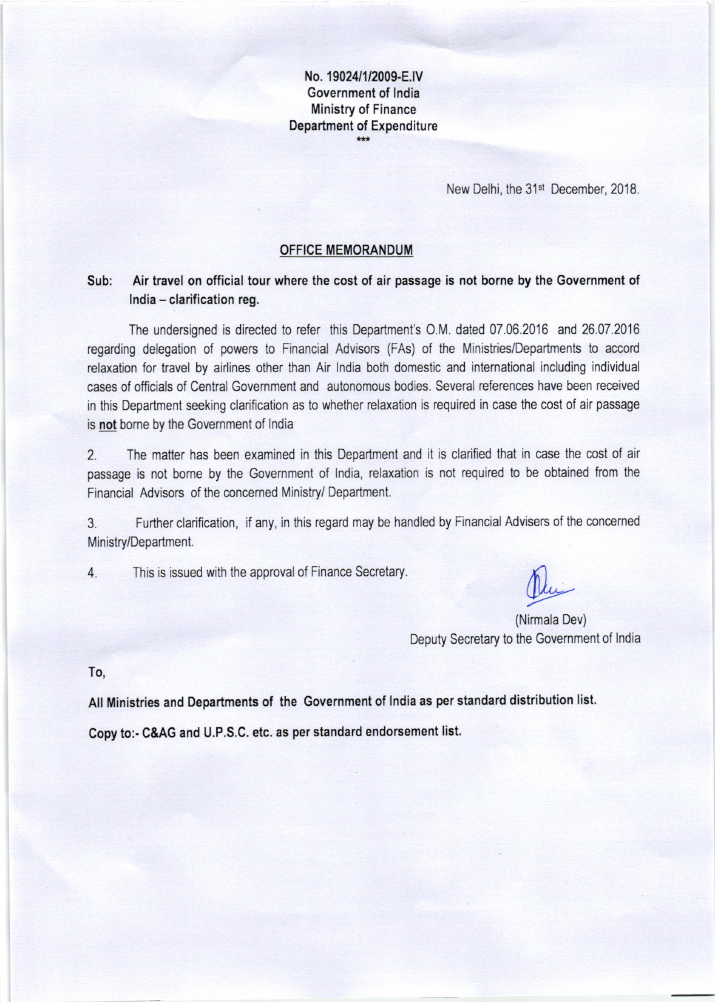 No. 19024/1/2009-E.IV
Government of India
Ministry of Finance
Department of Expenditure
***
New Delhi, the 31st December, 2018.
OFFICE MEMORANDUM
Sub: Air travel on official tour where the cost of air passage is not borne by the Government of
India – clarification reg.
The undersigned is directed to refer this Department's O.M. dated 07.06.2016 and 26.07.2016
regarding delegation of powers to Financial Advisors (FAs) of the Ministries/Departments to accord
relaxation for travel by airlines other than Air India both domestic and international including individual
cases of officials of Central Government and autonomous bodies. Several references have been received
in this Department seeking clarification as to whether relaxation is required in case the cost of air passage
is not borne by the Government of India
2. The matter has been examined in this Department and it is clarified that in case the cost of air
passage is not borne by the Government of India, relaxation is not required to be obtained from the
Financial Advisors of the concerned Ministry/ Department.
3. Further clarification, if any, in this regard may be handled by Financial Advisers of the concerned
Ministry/Department.
4. This is issued with the approval of Finance Secretary.
(Nirmala Dev)
Deputy Secretary to the Government of India
To,
All Ministries and Departments of the Government of India as per standard distribution list.
Copy to:- C&AG and U.P.S.C. etc. as per standard endorsement list.